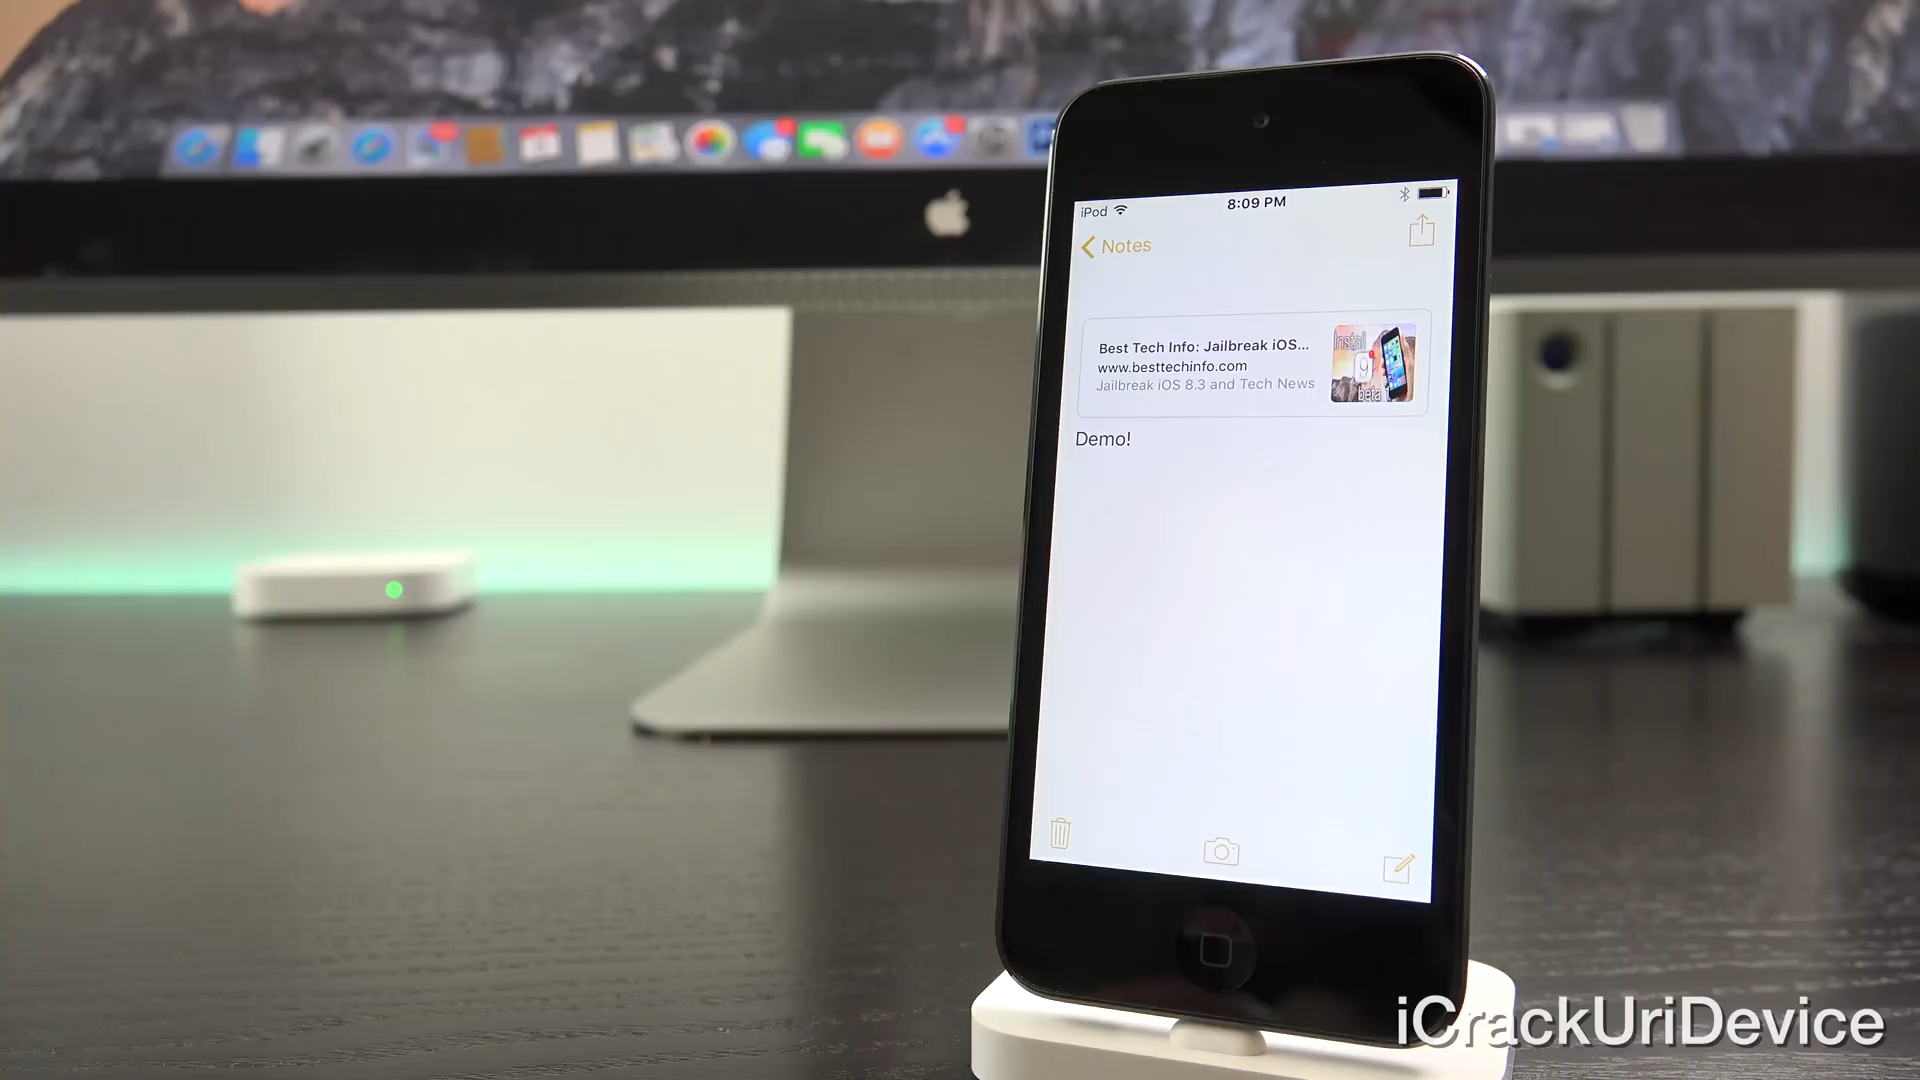 iPod
8:09 PM
Notes
Best Tech Info: Jailbreak iOS...
www.besttechinfo.com
Jailbreak iOS 8.3 and Tech News
Install
9
beta
Demo!
iCrackUriDevice